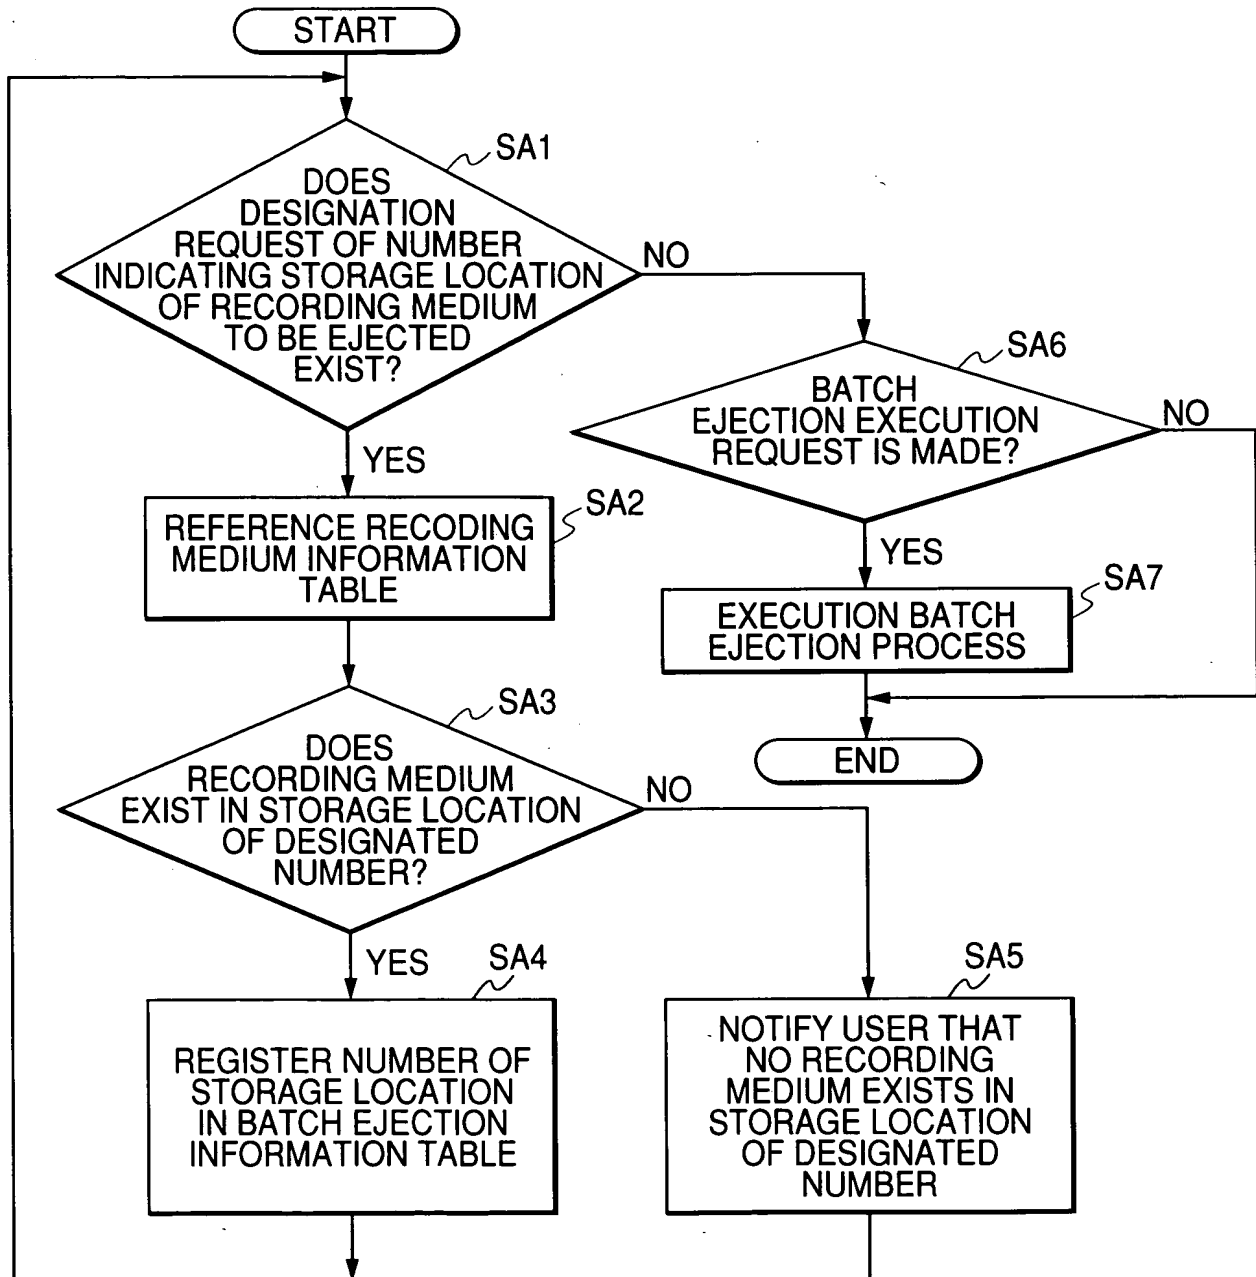 START
SA1
DOES
DESIGNATION
REQUEST OF NUMBER
INDICATING STORAGE LOCATION
OF RECORDING MEDIUM
TO BE EJECTED
EXIST?
NO
YES
SA6
BATCH
EJECTION EXECUTION
REQUEST IS MADE?
NO
YES
SA2
REFERENCE RECODING
MEDIUM INFORMATION
TABLE
SA7
EXECUTION BATCH
EJECTION PROCESS
END
SA3
DOES
RECORDING MEDIUM
EXIST IN STORAGE LOCATION
OF DESIGNATED
NUMBER?
NO
YES
SA4
REGISTER NUMBER OF
STORAGE LOCATION
IN BATCH EJECTION
INFORMATION TABLE
SA5
NOTIFY USER THAT
NO RECORDING
MEDIUM EXISTS IN
STORAGE LOCATION
OF DESIGNATED
NUMBER